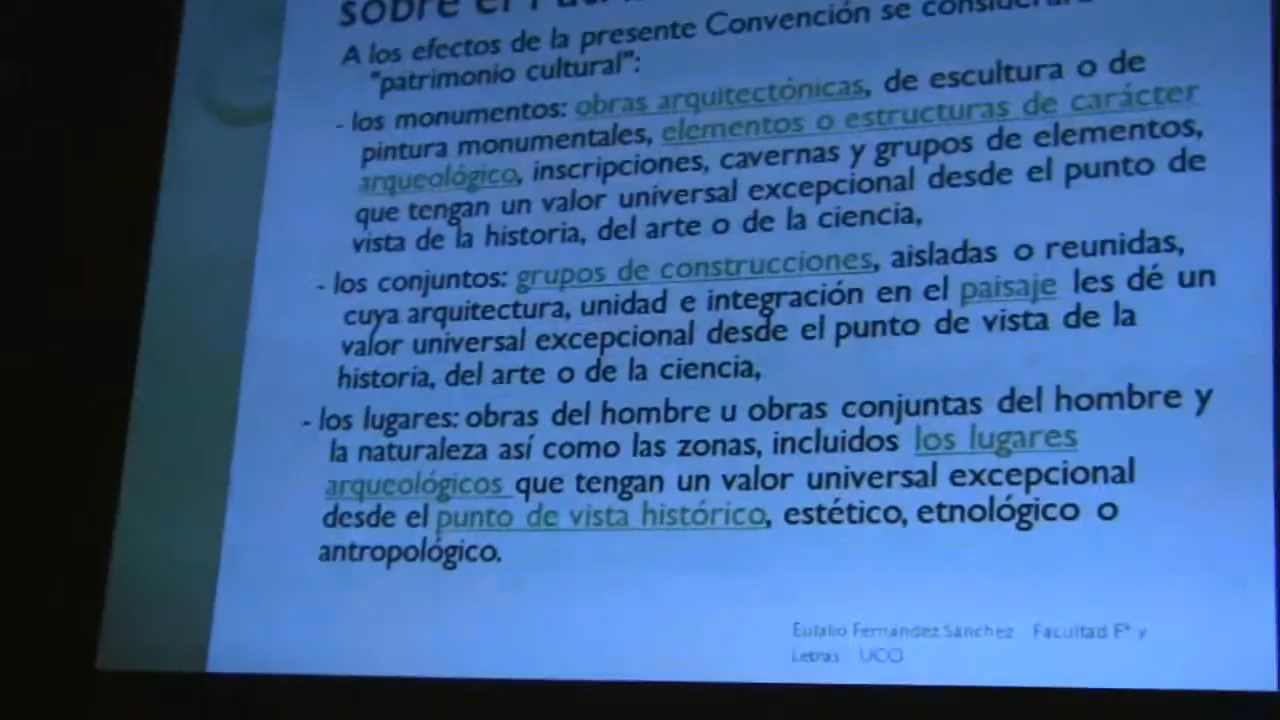 sobre el
A los efectos de la presente Convención se considerará
"patrimonio cultural":
- los monumentos: obras arquitectónicas, de escultura o de
pintura monumentales, elementos o estructuras de carácter
arqueológico, inscripciones, cavernas y grupos de elementos,
que tengan un valor universal excepcional desde el punto de
vista de la historia, del arte o de la ciencia,
- los conjuntos: grupos de construcciones, aisladas o reunidas,
cuya arquitectura, unidad e integración en el paisaje les dé un
valor universal excepcional desde el punto de vista de la
historia, del arte o de la ciencia,
- los lugares: obras del hombre u obras conjuntas del hombre y
la naturaleza así como las zonas, incluidos los lugares
arqueológicos que tengan un valor universal excepcional
desde el punto de vista histórico, estético, etnológico o
antropológico.
Eulalio Fernández Sánchez Facultad Fª y
Letras UCO